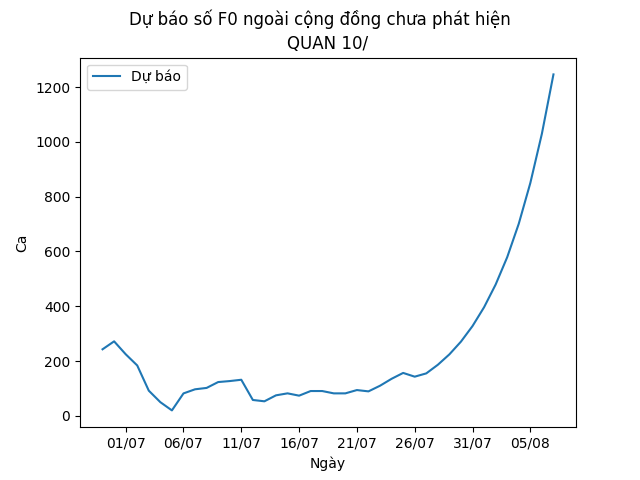 Dự báo số F0 ngoài cộng đồng chưa phát hiện
QUAN 10/
Dự báo
1200
1000
800
600
400
200
0
Ca
01/07 06/07 11/07 16/07 21/07 26/07 31/07 05/08
Ngày